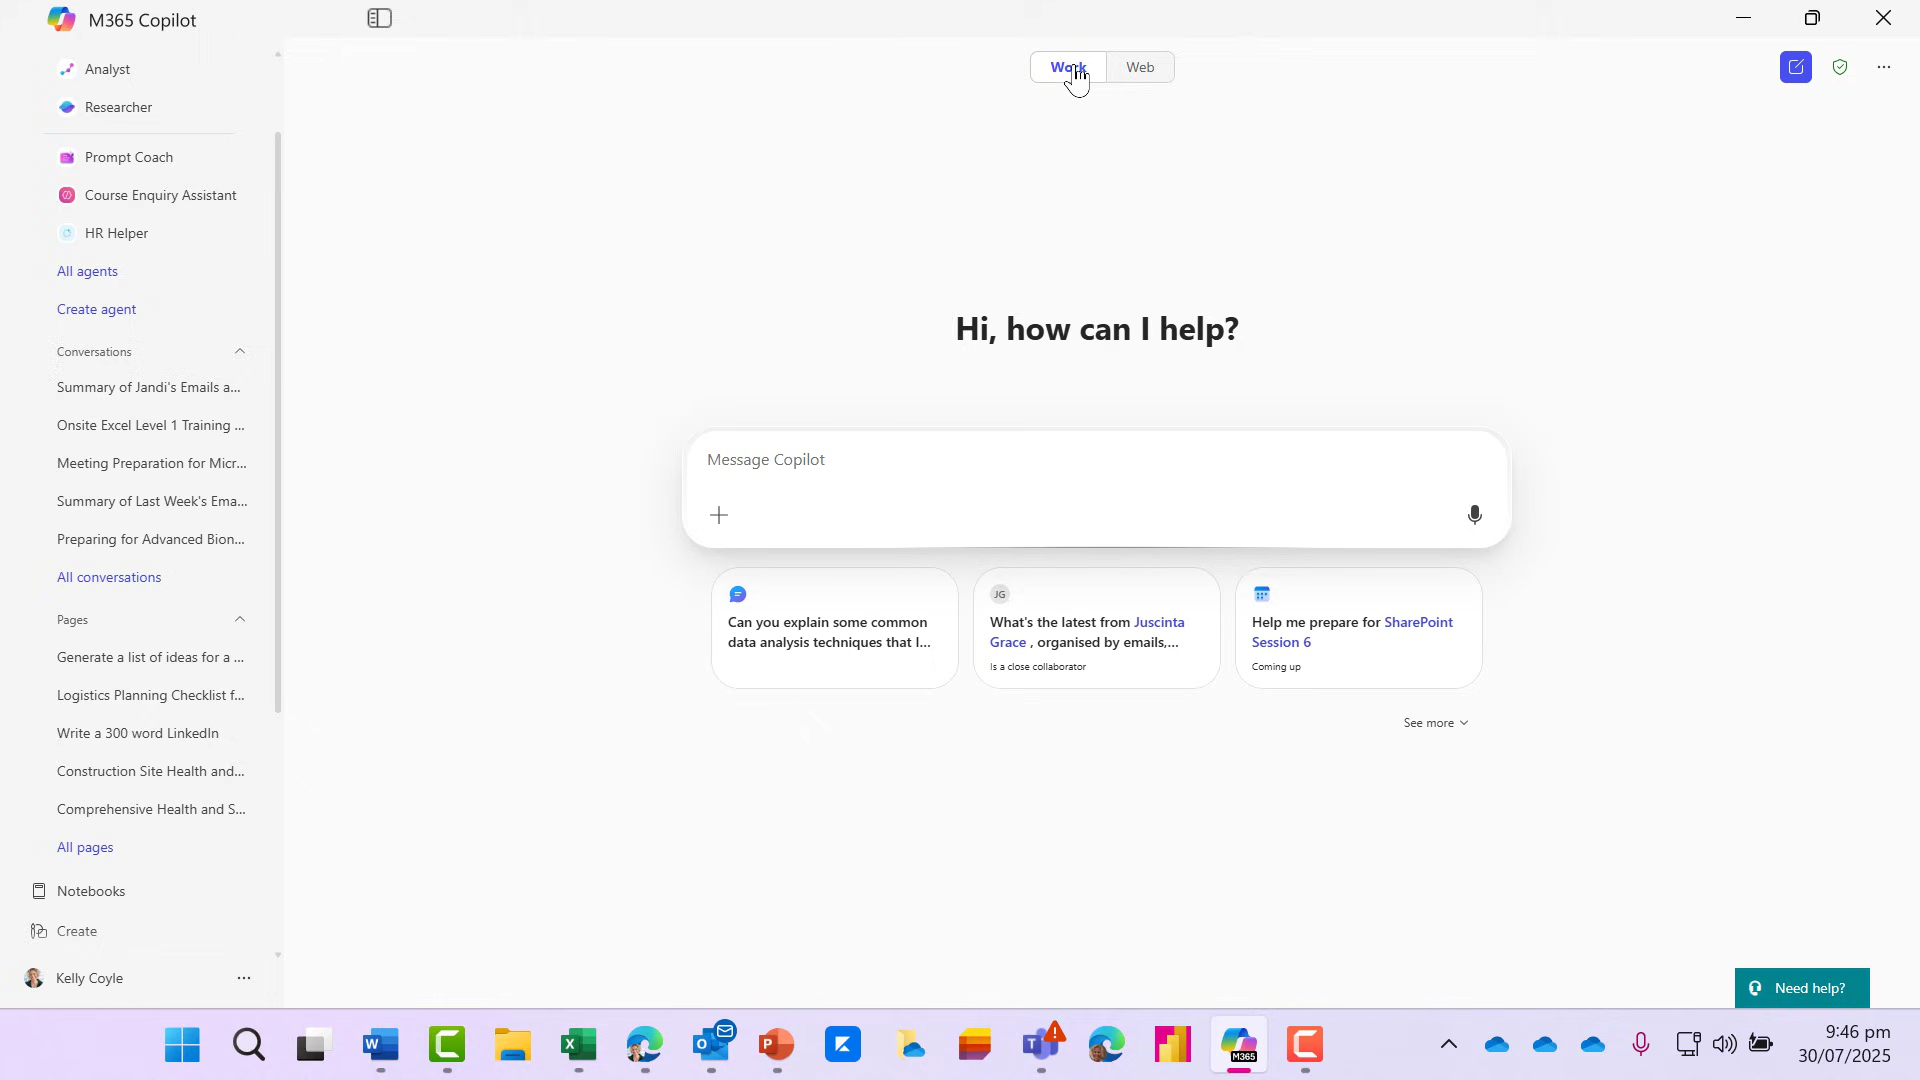 M365 Copilot
Work
Web
Analyst
Researcher
Prompt Coach
Course Enquiry Assistant
HR Helper
All agents
Create agent
Conversations
Summary of Jandi's Emails a...
Onsite Excel Level 1 Training ...
Meeting Preparation for Micr...
Summary of Last Week's Ema...
Preparing for Advanced Bion...
All conversations
Pages
Generate a list of ideas for a ...
Logistics Planning Checklist f...
Write a 300 word LinkedIn
Construction Site Health and...
Comprehensive Health and S...
All pages
Notebooks
Create
Kelly Coyle
Hi, how can I help?
Message Copilot
Can you explain some common
data analysis techniques that I...
JG
What's the latest from Juscinta
Grace , organised by emails,...
Is a close collaborator
Help me prepare for SharePoint
Session 6
Coming up
See more
Need help?
M365
9:46 pm
30/07/2025